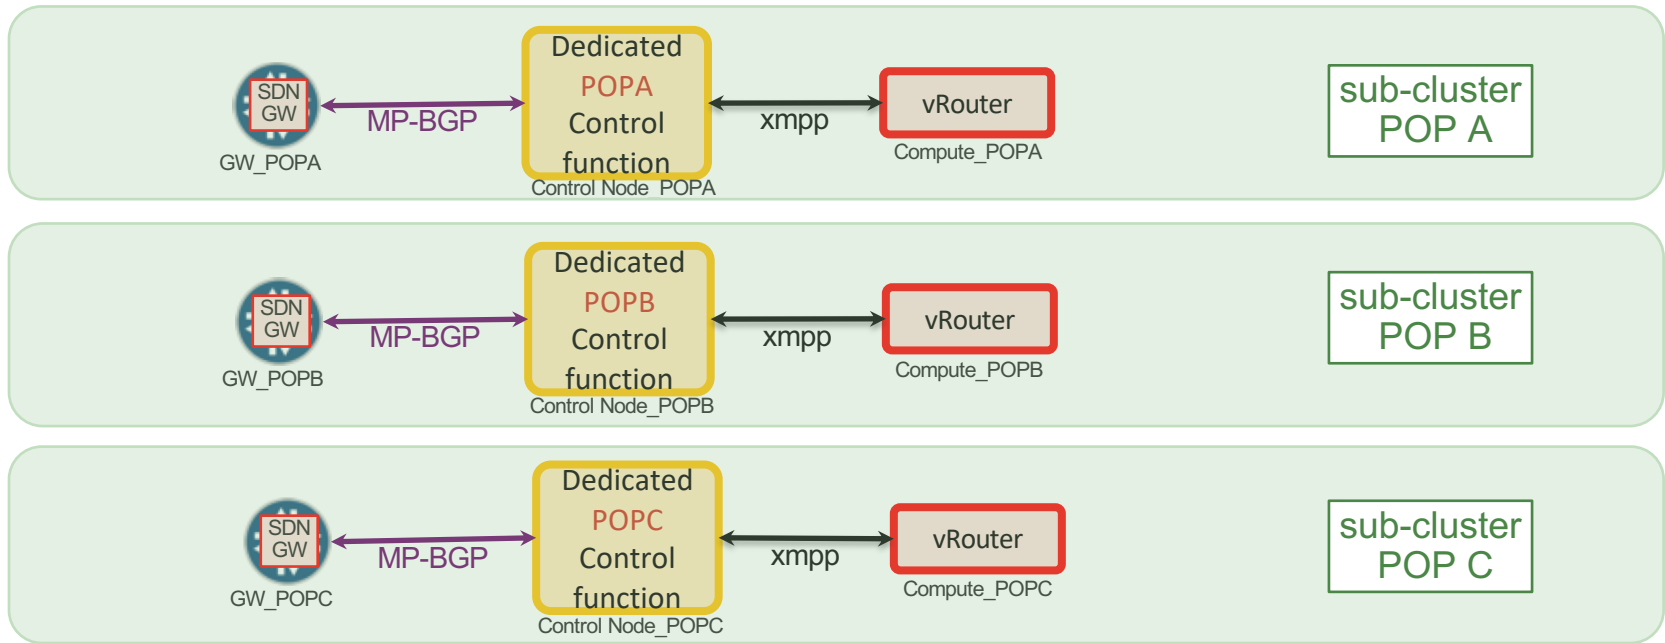 SDN
GW
GW_POPA
MP-BGP
Dedicated
POPA
Control
function
Control Node_POPA
xmpp
vRouter
Compute_POPA
sub-cluster
POP A
SDN
GW
GW_POPB
MP-BGP
Dedicated
POPB
Control
function
Control Node_POPB
xmpp
vRouter
Compute_POPB
sub-cluster
POP B
SDN
GW
GW_POPC
MP-BGP
Dedicated
POPC
Control
function
Control Node_POPC
xmpp
vRouter
Compute_POPC
sub-cluster
POP C